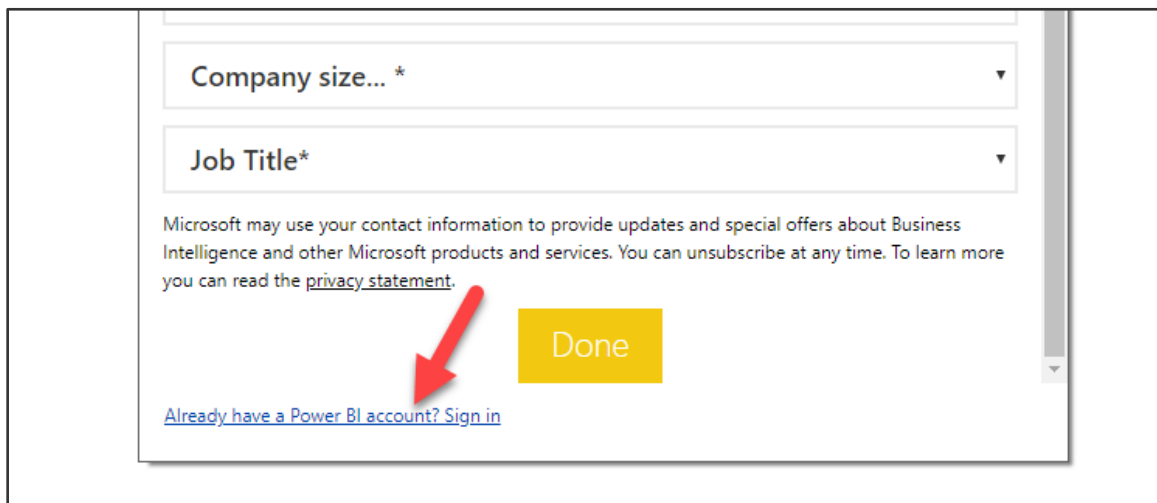 Company size... *
Job Title*
Microsoft may use your contact information to provide updates and special offers about Business
Intelligence and other Microsoft products and services. You can unsubscribe at any time. To learn more
you can read the privacy statement.
Done
Already have a Power BI account? Sign in